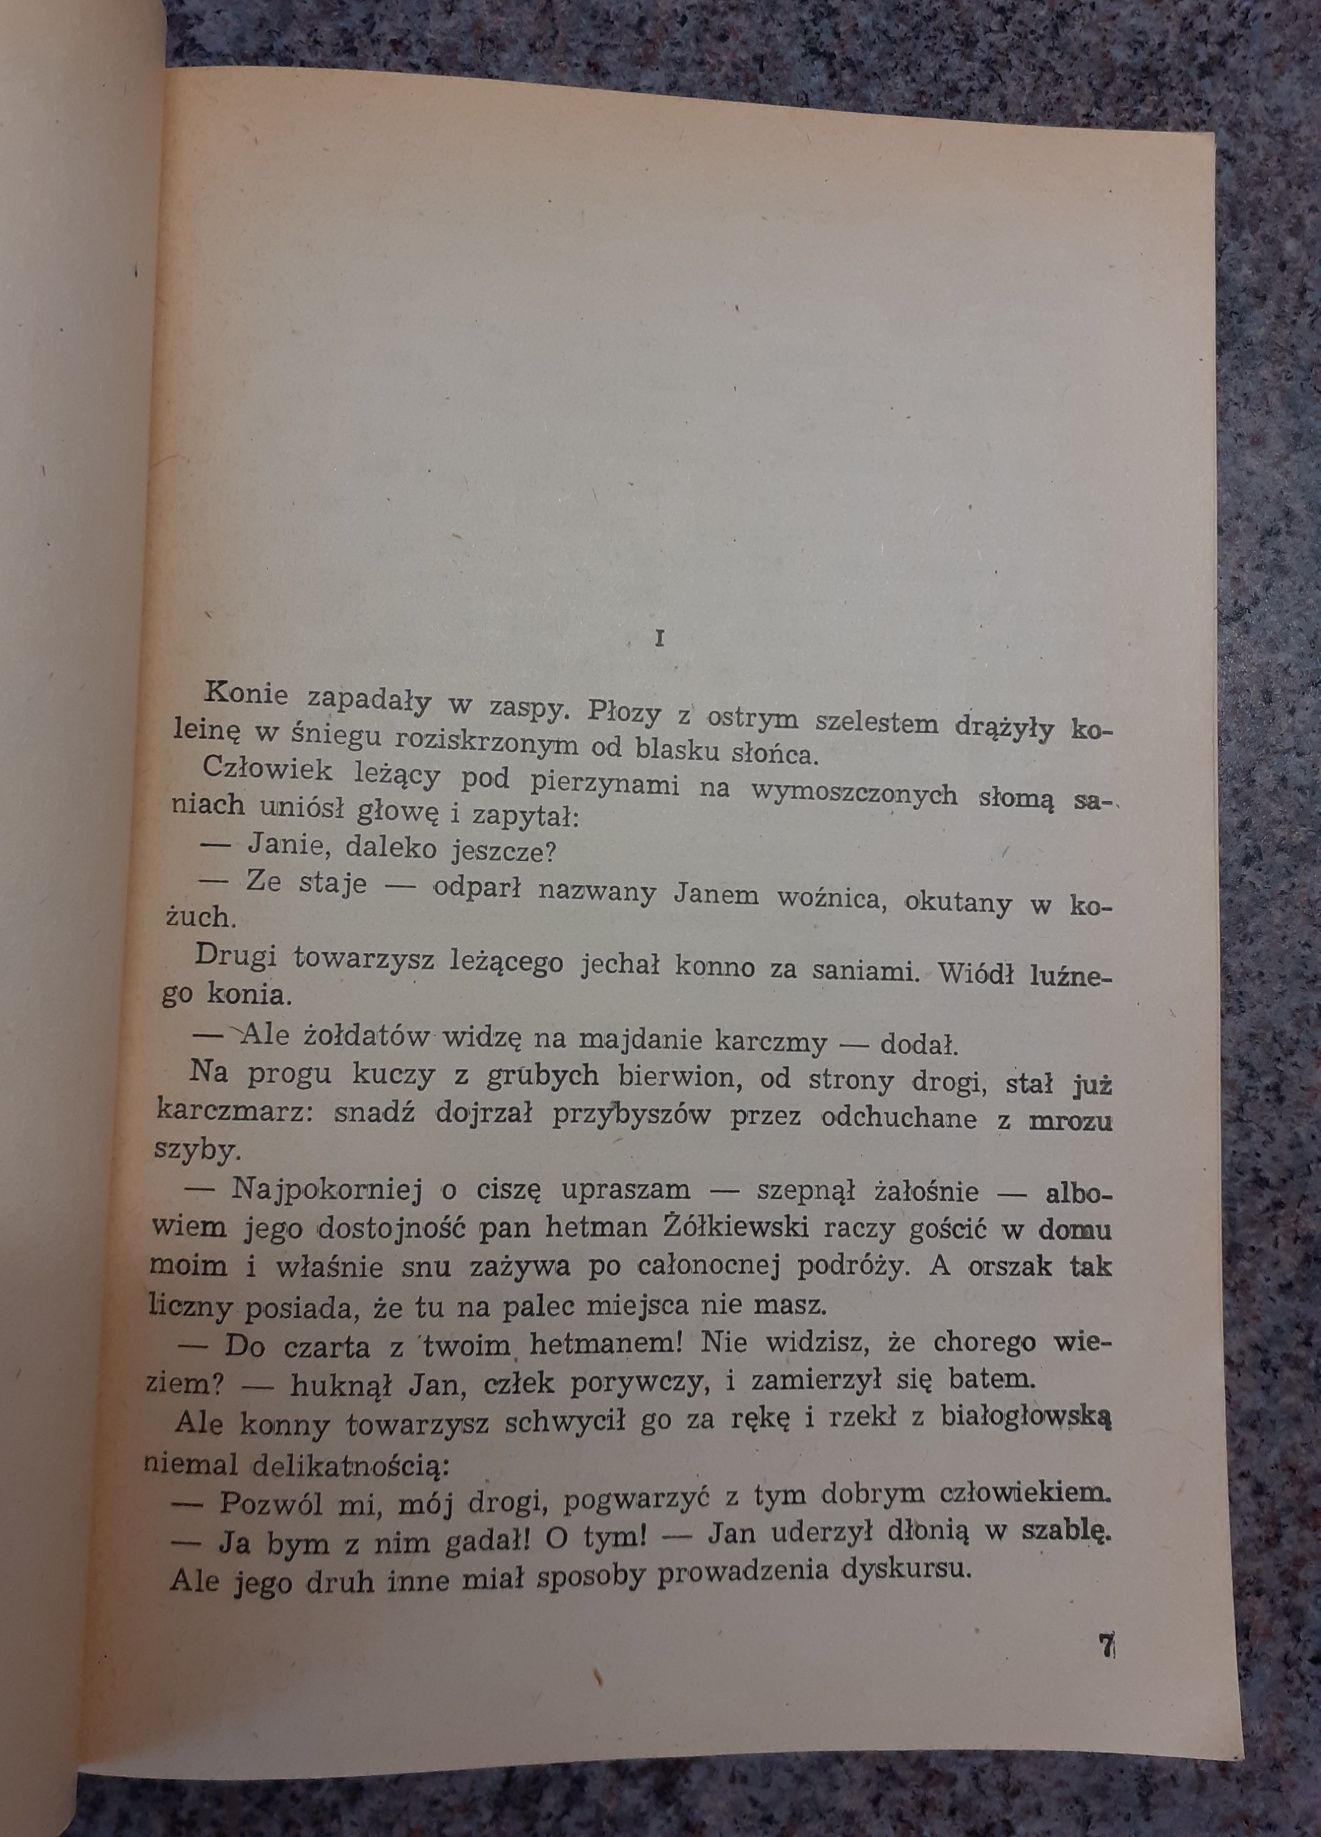 I
Konie zapadały w zaspy. Płozy z ostrym szelestem drążyły ko-
leinę w śniegu roziskrzonym od blasku słońca.
Człowiek leżący pod pierzynami na wymoszczonych słomą sa-
niach uniósł głowę i zapytał:
— Janie, daleko jeszcze?
— Ze staje — odparł nazwany Janem woźnica, okutany w ko-
żuch.
Drugi towarzysz leżącego jechał konno za saniami. Wiódł luźne-
go konia.
— Ale żołdatów widzę na majdanie karczmy — dodał.
Na progu kuczy z grubych bierwion, od strony drogi, stał już
karczmarz: snadź dojrzał przybyszów przez odchuchane z mrozu
szyby.
— Najpokorniej o ciszę upraszam — szepnął żałośnie — albo-
wiem jego dostojność pan hetman Żółkiewski raczy gościć w domu
moim i właśnie snu zażywa po całonocnej podróży. A orszak tak
liczny posiada, że tu na palec miejsca nie masz.
— Do czarta z twoim hetmanem! Nie widzisz, że chorego wie-
ziem? — huknął Jan, człek porywczy, i zamierzył się batem.
Ale konny towarzysz schwycił go za rękę i rzekł z białogłowską
niemal delikatnością:
— Pozwól mi, mój drogi, pogwarzyć z tym dobrym człowiekiem.
— Ja bym z nim gadał! O tym! — Jan uderzył dłonią w szablę.
Ale jego druh inne miał sposoby prowadzenia dyskursu.
7